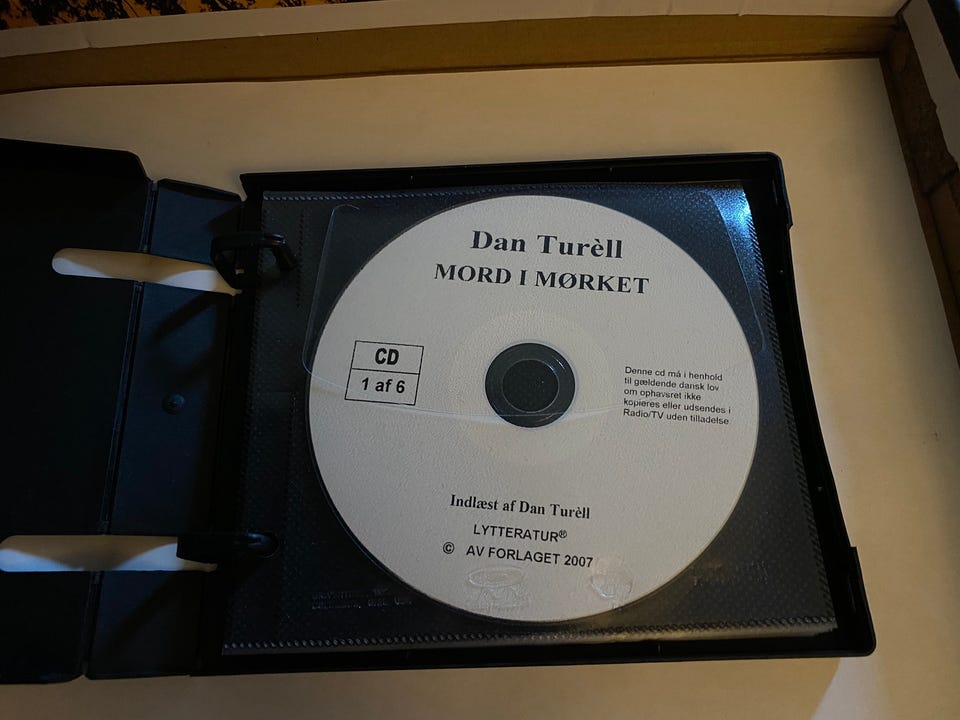 Dan Turèll
MORD I MØRKET
CD
1 af 6
Denne cd må i henhold
til gældende dansk lov
om ophavsret ikke
kopieres eller udsendes i
Radio/TV uden tilladelse
Indlæst af Dan Turèll
LYTTERATUR®
© AV FORLAGET 2007